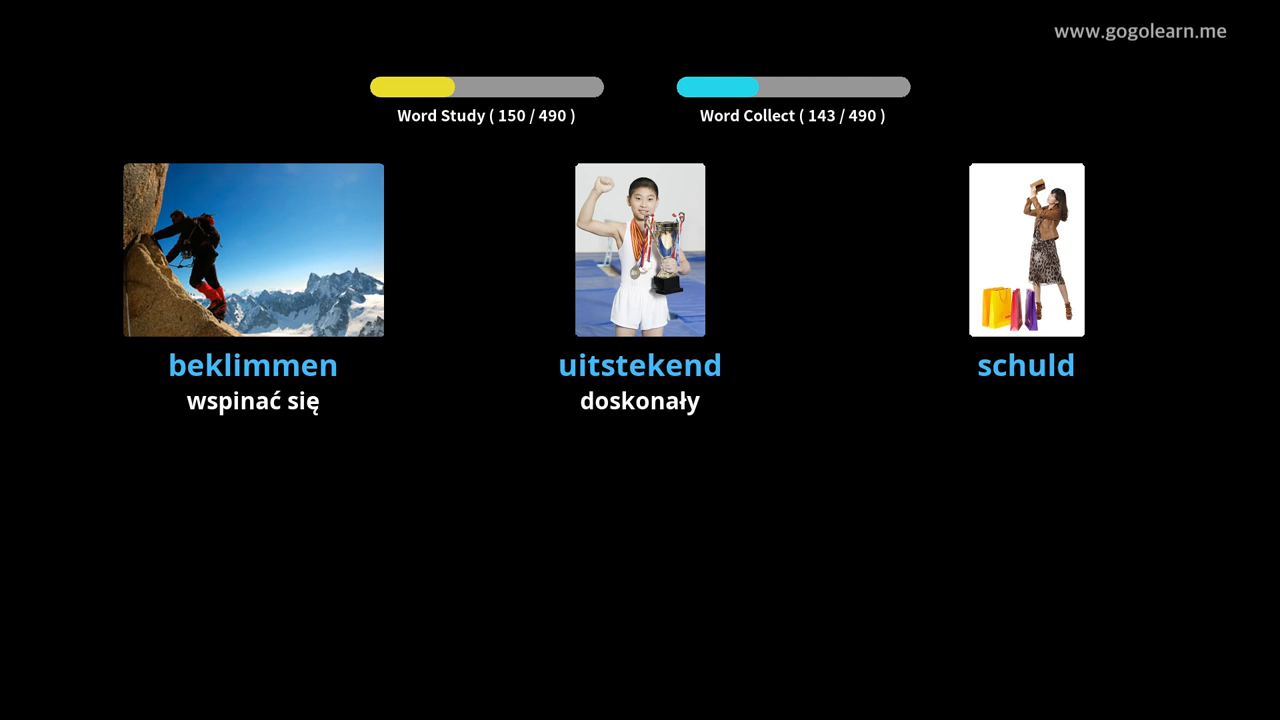 www.gogolearn.me
Word Study ( 150 / 490 )
Word Collect ( 143 / 490 )
beklimmen
wspinać się
uitstekend
doskonały
schuld